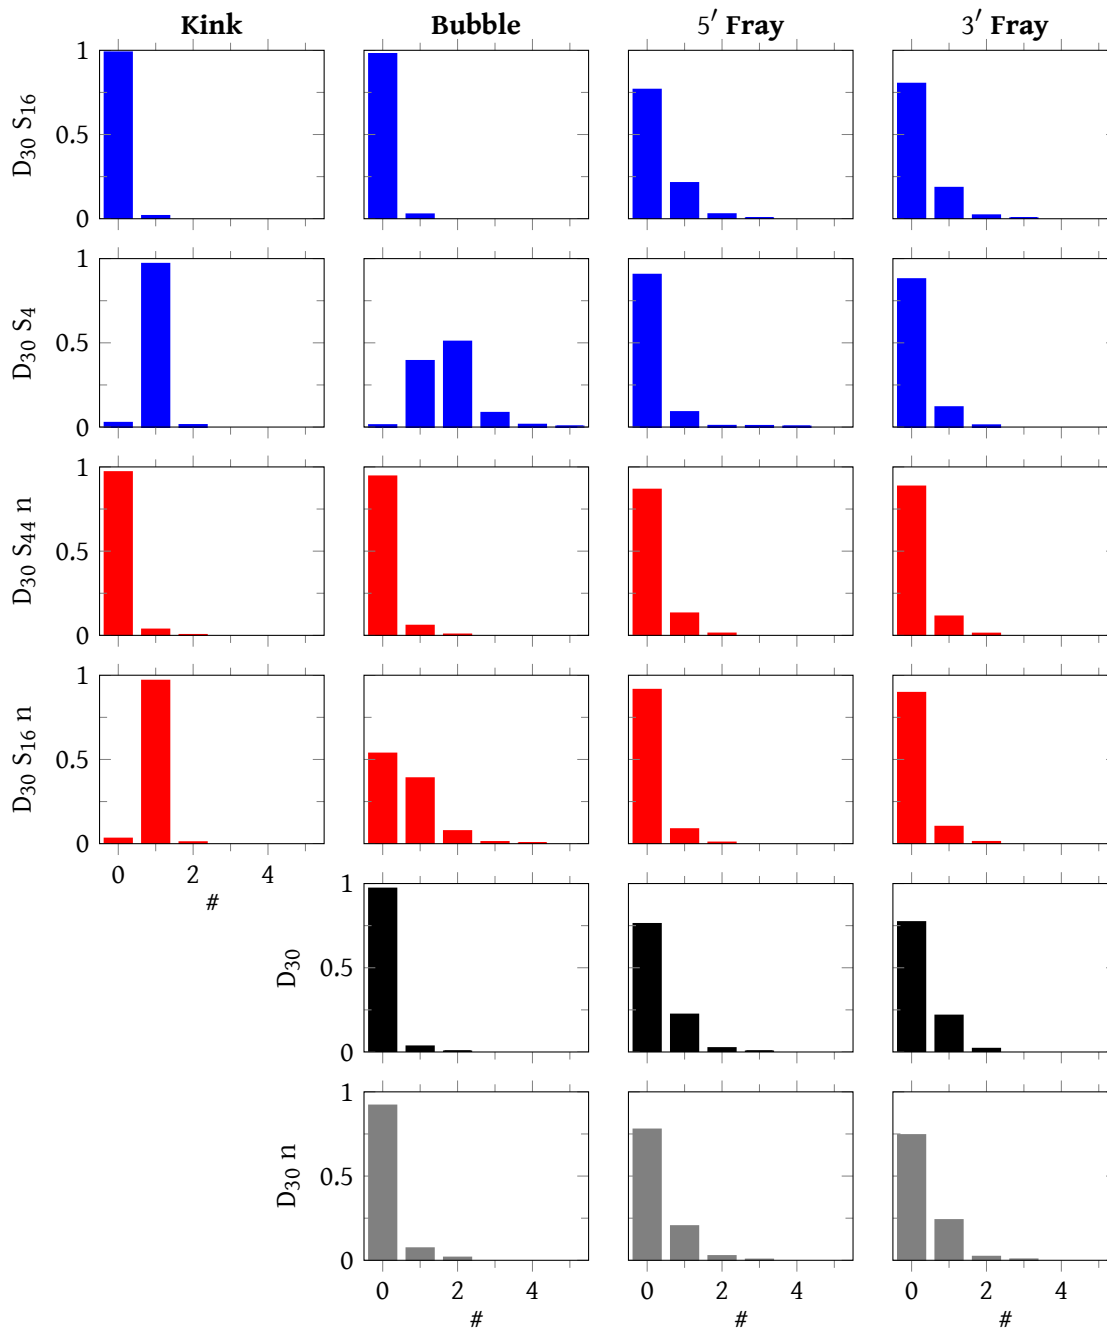 Kink Bubble 5′ Fray 3′ Fray
D₃₀ S₁₆
1
0.5
0
D₃₀ S₄
1
0.5
0
D₃₀ S₄₄ n
1
0.5
0
D₃₀ S₁₆ n
1
0.5
0
0 2 4
#
D₃₀
1
0.5
0
D₃₀ n
1
0.5
0
0 2 4 0 2 4 0 2 4
# # #